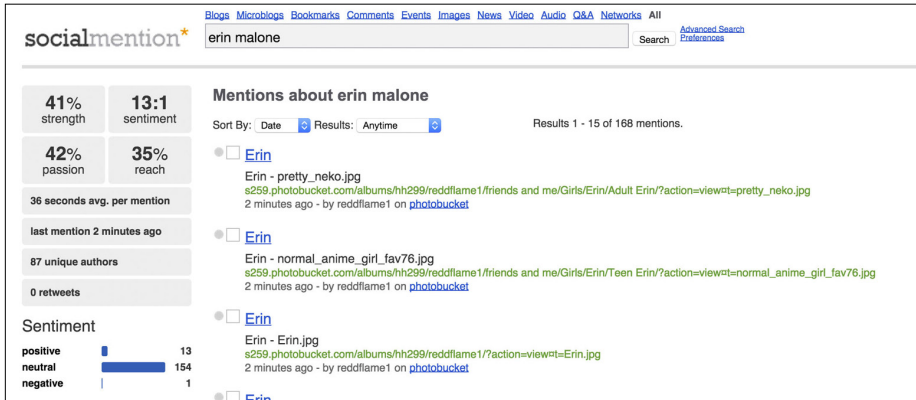 Blogs Microblogs Bookmarks Comments Events Images News Video Audio Q&A Networks All
socialmention*
erin malone
Search
Advanced Search
Preferences
41%
strength
13:1
sentiment
42%
passion
35%
reach
36 seconds avg. per mention
last mention 2 minutes ago
87 unique authors
0 retweets
Sentiment
positive 13
neutral 154
negative 1
Mentions about erin malone
Sort By: Date Results: Anytime Results 1 - 15 of 168 mentions.
Erin
Erin - pretty_neko.jpg
s259.photobucket.com/albums/hh299/reddflame1/friends and me/Girls/Erin/Adult Erin/?action=view¤t=pretty_neko.jpg
2 minutes ago - by reddflame1 on photobucket
Erin
Erin - normal_anime_girl_fav76.jpg
s259.photobucket.com/albums/hh299/reddflame1/friends and me/Girls/Erin/Teen Erin/?action=view¤t=normal_anime_girl_fav76.jpg
2 minutes ago - by reddflame1 on photobucket
Erin
Erin - Erin.jpg
s259.photobucket.com/albums/hh299/reddflame1/?action=view¤t=Erin.jpg
2 minutes ago - by reddflame1 on photobucket
Erin